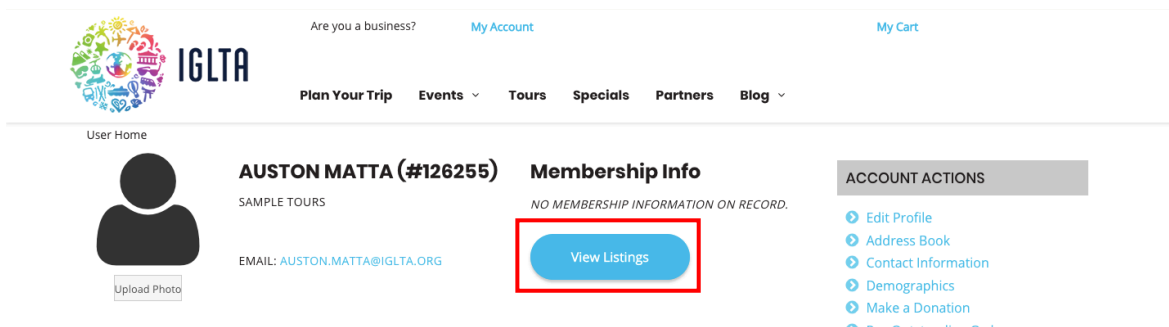 Are you a business? My Account My Cart
IGLTA
Plan Your Trip Events Tours Specials Partners Blog
User Home
AUSTON MATTA (#126255)
SAMPLE TOURS
EMAIL: AUSTON.MATTA@IGLTA.ORG
Upload Photo
Membership Info
NO MEMBERSHIP INFORMATION ON RECORD.
View Listings
ACCOUNT ACTIONS
Edit Profile
Address Book
Contact Information
Demographics
Make a Donation